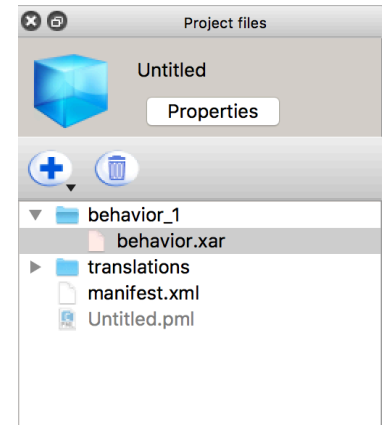 Project files
Untitled
Properties
behavior_1
behavior.xar
translations
manifest.xml
Untitled.pml